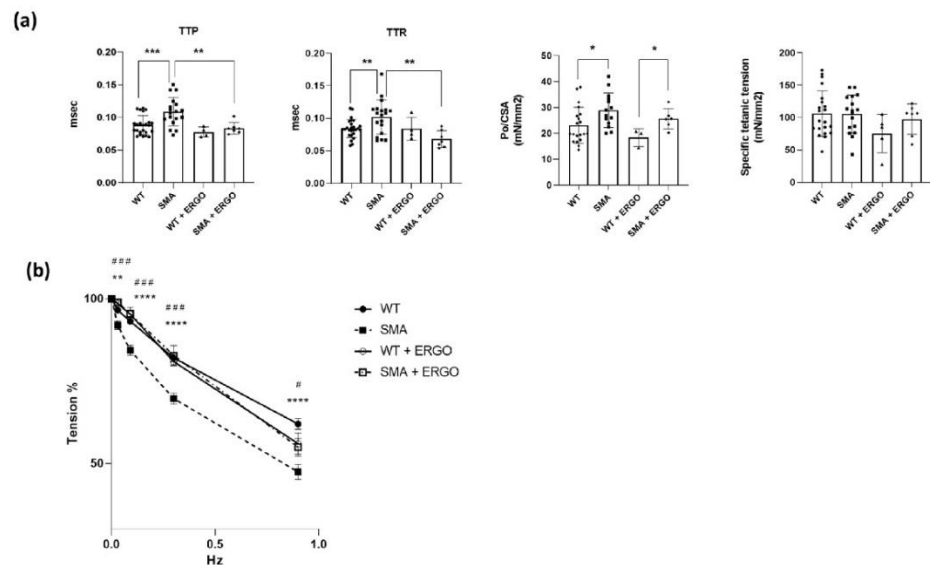 (a)
TTP
0.20
0.15
0.10
0.05
0.00
msec
*** **
WT
SMA
WT + ERGO
SMA + ERGO
TTR
0.20
0.15
0.10
0.05
0.00
msec
** **
WT
SMA
WT + ERGO
SMA + ERGO
60
50
40
30
20
10
0
Po/CSA
(mN/mm2)
* *
WT
SMA
WT + ERGO
SMA + ERGO
200
150
100
50
0
Specific tetanic tension
(mN/mm2)
WT
SMA
WT + ERGO
SMA + ERGO
(b)
###
**
###
****
###
****
#
****
100
50
Tension %
0.0 0.5 1.0
Hz
WT
SMA
WT + ERGO
SMA + ERGO